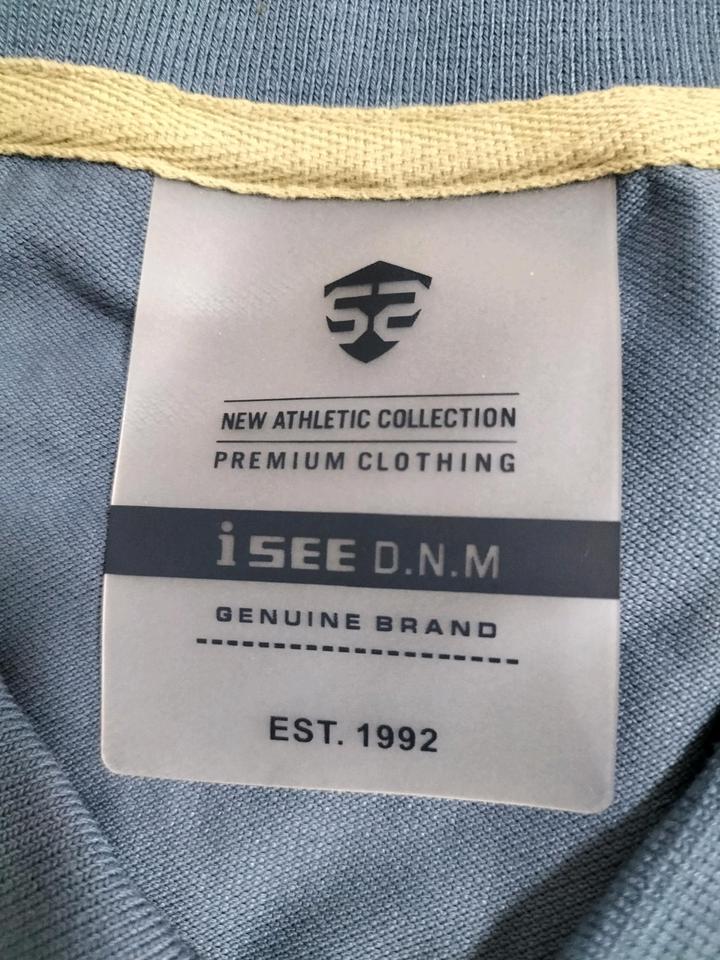 NEW ATHLETIC COLLECTION
PREMIUM CLOTHING
iSEE D.N.M
GENUINE BRAND
EST. 1992